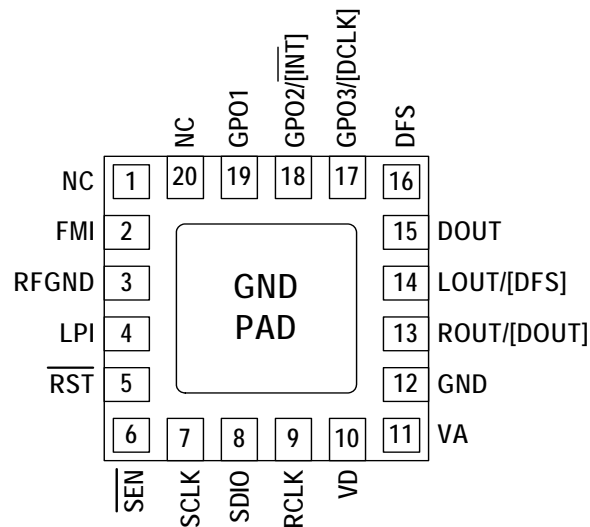 NC
GPO1
GPO2/[INT]
GPO3/[DCLK]
DFS
20
19
18
17
16
NC 1
FMI 2
RFGND 3
LPI 4
RST 5
6
GND
PAD
15 DOUT
14 LOUT/[DFS]
13 ROUT/[DOUT]
12 GND
11 VA
7
8
9
10
SEN
SCLK
SDIO
RCLK
VD